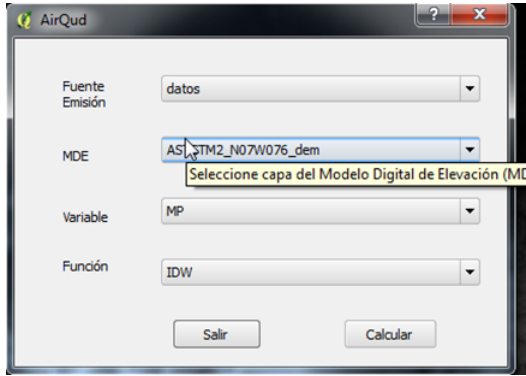 AirQud
Fuente
Emisión
datos
MDE
Seleccione capa del Modelo Digital de Elevación
Variable
MP
Función
IDW
Salir
Calcular